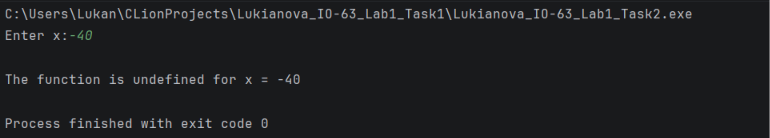 C:\Users\Lukan\CLionProjects\Lukianova_IO-63_Lab1_Task1\Lukianova_IO-63_Lab1_Task2.exe
Enter x:-40
The function is undefined for x = -40
Process finished with exit code 0